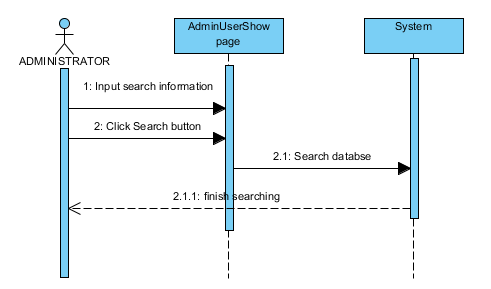 AdminUserShow
page
System
ADMINISTRATOR
1: Input search information
2: Click Search button
2.1: Search databse
2.1.1: finish searching